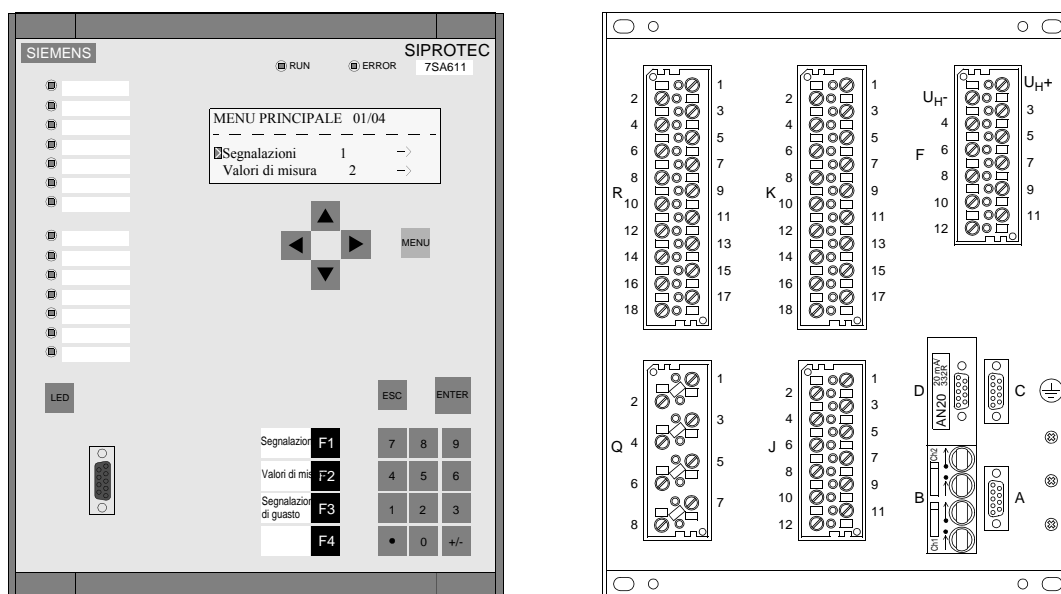 SIEMENS
SIPROTEC
RUN
ERROR
7SA611
MENU PRINCIPALE 01/04
Segnalazioni 1
Valori di misura 2
MENU
LED
ESC
ENTER
Segnalazion F1
7 8 9
Valori di mis F2
4 5 6
Segnalazion
di guasto F3
1 2 3
F4
• 0 +/-
R
1
2
3
4
5
6
7
8
9
10
11
12
13
14
15
16
17
18
K
1
2
3
4
5
6
7
8
9
10
11
12
13
14
15
16
17
18
F
UH+
UH-
3
4
5
6
7
8
9
10
11
12
Q
1
2
3
4
5
6
7
8
J
1
2
3
4
5
6
7
8
9
10
11
12
D
AN20
20 mA/
332R
C
B
Ch2
Ch1
A